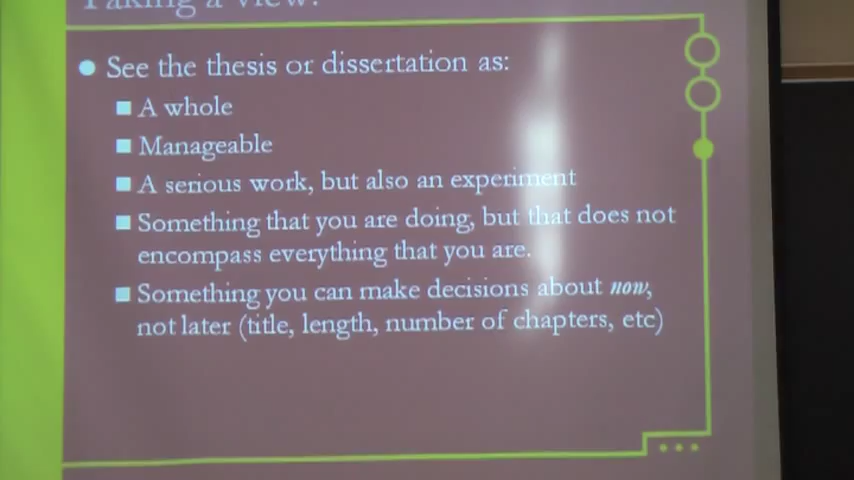 Taking a view:
See the thesis or dissertation as:
A whole
Manageable
A serious work, but also an experiment
Something that you are doing, but that does not
encompass everything that you are.
Something you can make decisions about now,
not later (title, length, number of chapters, etc)